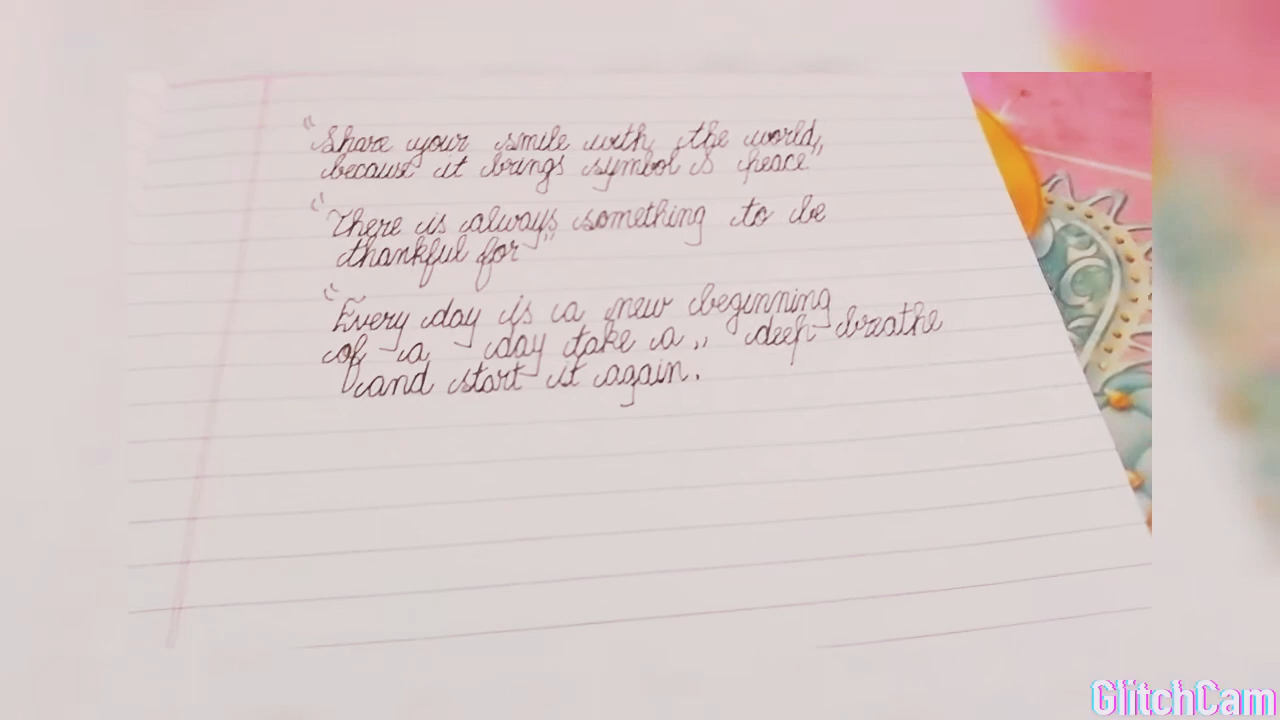 "Share your smile with the world,,
because it brings symbol is peace"
"There is always something to be
thankful for"
"Every day is a new beginning
of a day take a ,, deep breathe
and start it again.
GlitchCam